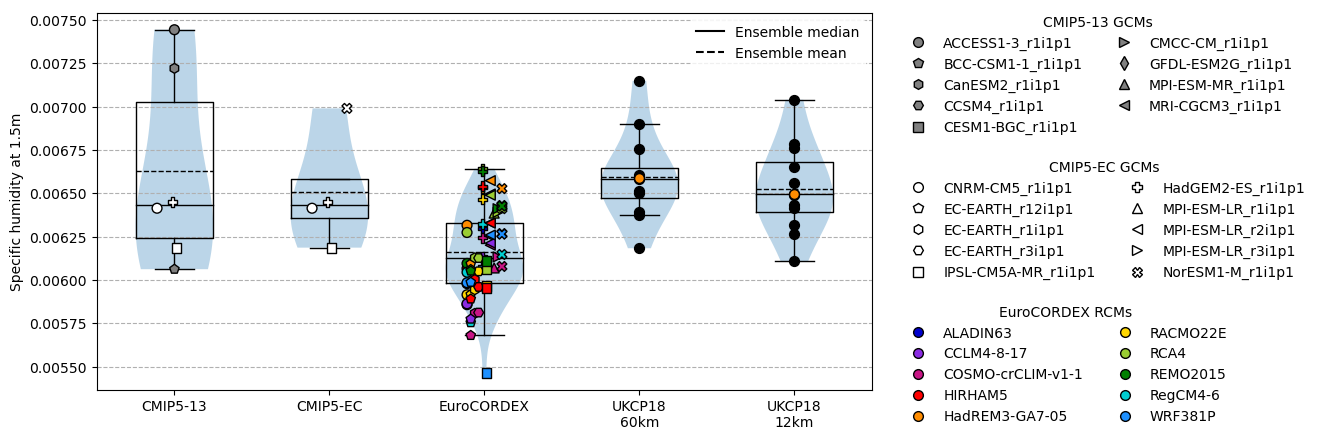 Specific humidity at 1.5m
0.00750
0.00725
0.00700
0.00675
0.00650
0.00625
0.00600
0.00575
0.00550
Ensemble median
Ensemble mean
CMIP5-13
CMIP5-EC
EuroCORDEX
UKCP18
60km
UKCP18
12km
CMIP5-13 GCMs
ACCESS1-3_r1i1p1
BCC-CSM1-1_r1i1p1
CanESM2_r1i1p1
CCSM4_r1i1p1
CESM1-BGC_r1i1p1
CMCC-CM_r1i1p1
GFDL-ESM2G_r1i1p1
MPI-ESM-MR_r1i1p1
MRI-CGCM3_r1i1p1
CMIP5-EC GCMs
CNRM-CM5_r1i1p1
EC-EARTH_r12i1p1
EC-EARTH_r1i1p1
EC-EARTH_r3i1p1
IPSL-CM5A-MR_r1i1p1
HadGEM2-ES_r1i1p1
MPI-ESM-LR_r1i1p1
MPI-ESM-LR_r2i1p1
MPI-ESM-LR_r3i1p1
NorESM1-M_r1i1p1
EuroCORDEX RCMs
ALADIN63
CCLM4-8-17
COSMO-crCLIM-v1-1
HIRHAM5
HadREM3-GA7-05
RACMO22E
RCA4
REMO2015
RegCM4-6
WRF381P